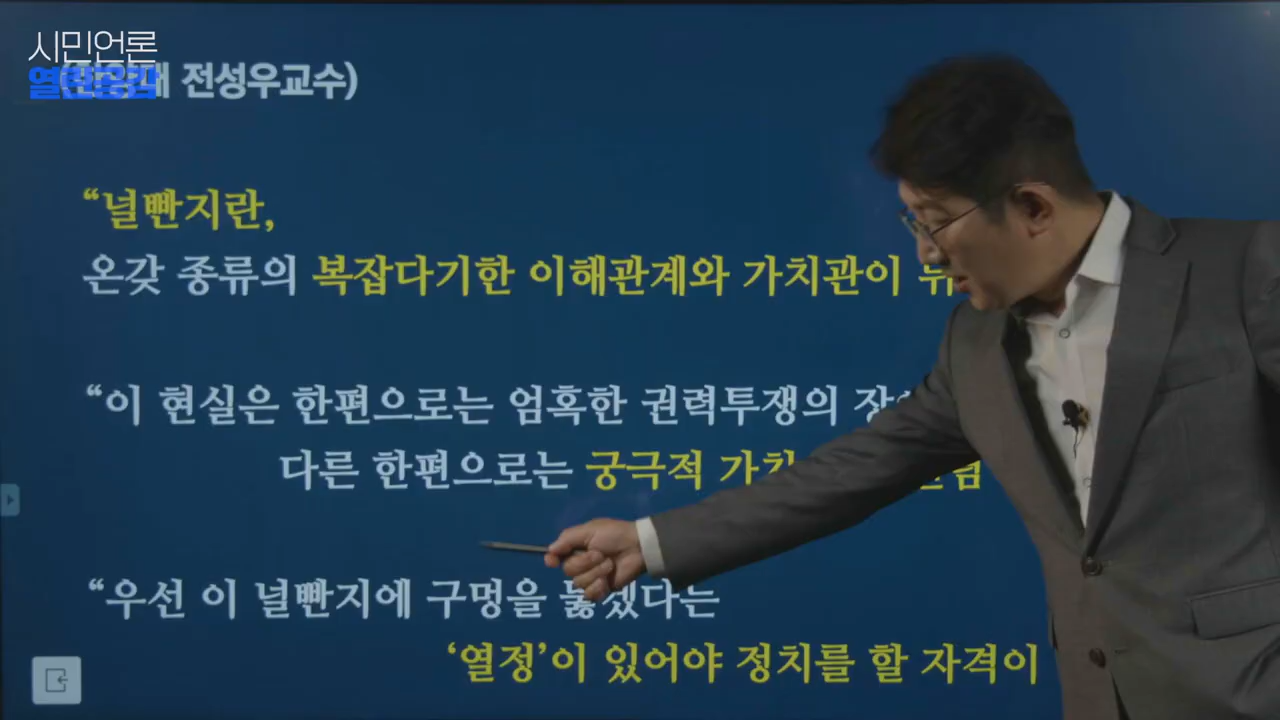 시민언론
열린공감
전성우교수)
“널빤지란,
온갖 종류의 복잡다기한 이해관계와 가치관이
“이 현실은 한편으로는 엄혹한 권력투쟁의
다른 한편으로는 궁극적
“우선 이 널빤지에 구멍을 뚫겠다는
‘열정’이 있어야 정치를 할 자격이